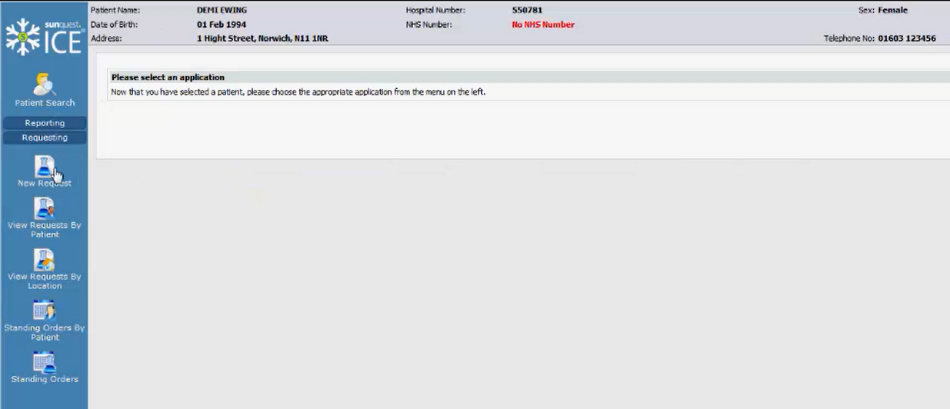 Patient Name: DEMI EWING Hospital Number: 550781 Sex: Female
Date of Birth: 01 Feb 1994 NHS Number: No NHS Number
Address: 1 Hight Street, Norwich, N11 1NR Telephone No: 01603 123456
sunquest
ICE
Patient Search
Reporting
Requesting
New Request
View Requests By
Patient
View Requests By
Location
Standing Orders By
Patient
Standing Orders
Please select an application
Now that you have selected a patient, please choose the appropriate application from the menu on the left.